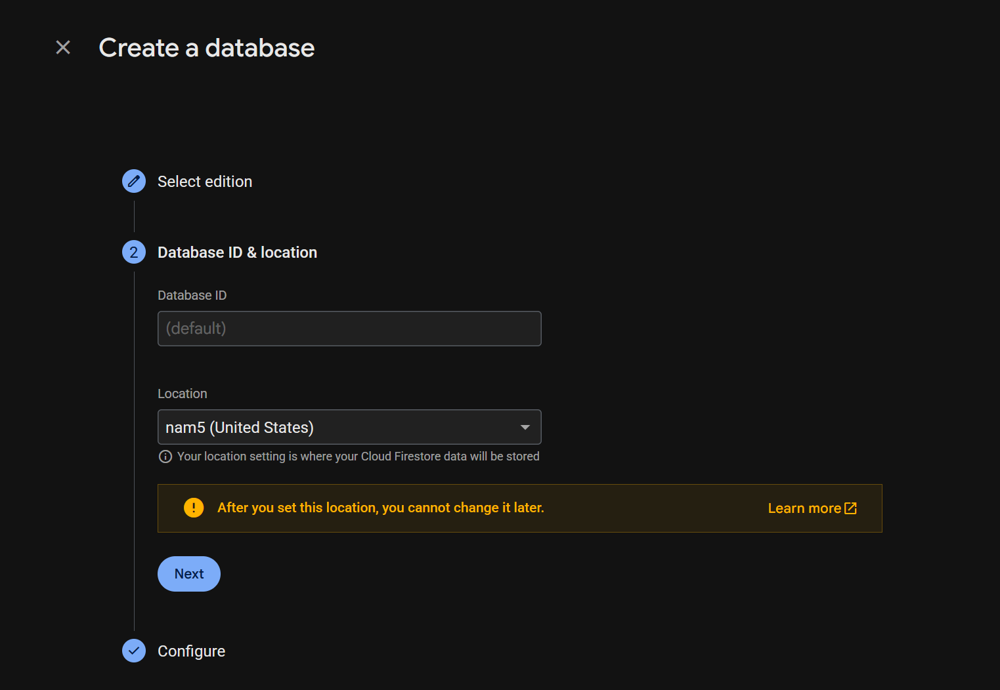 Create a database
Select edition
2 Database ID & location
Database ID
(default)
Location
nam5 (United States)
Your location setting is where your Cloud Firestore data will be stored
After you set this location, you cannot change it later. Learn more
Next
Configure